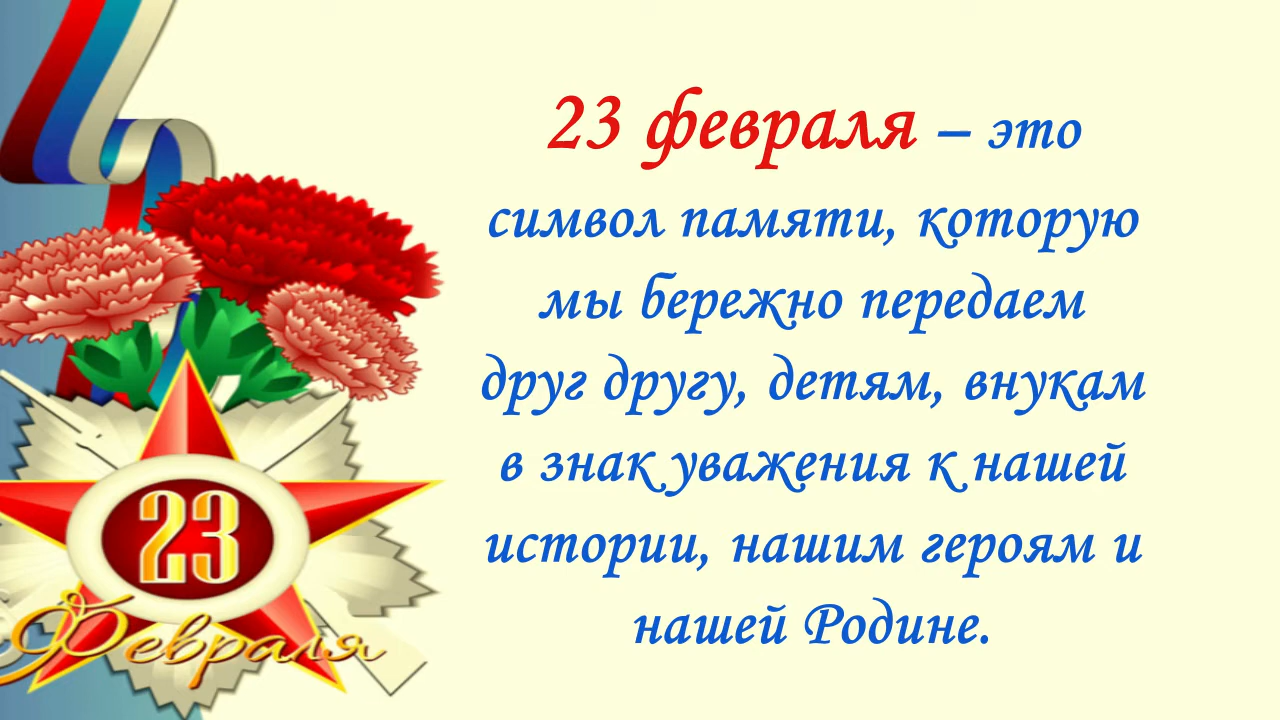 23 февраля – это
символ памяти, которую
мы бережно передаем
друг другу, детям, внукам
в знак уважения к нашей
истории, нашим героям и
нашей Родине.
23
Февраля